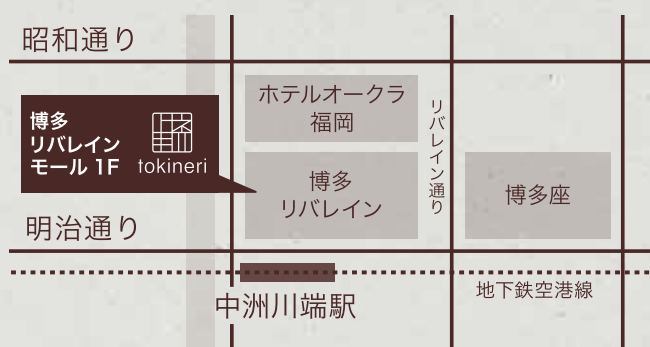 昭和通り
ホテルオークラ
福岡
博多
リバレイン
モール 1F
tokineri
リバレイン通り
博多
リバレイン
博多座
明治通り
中洲川端駅
地下鉄空港線